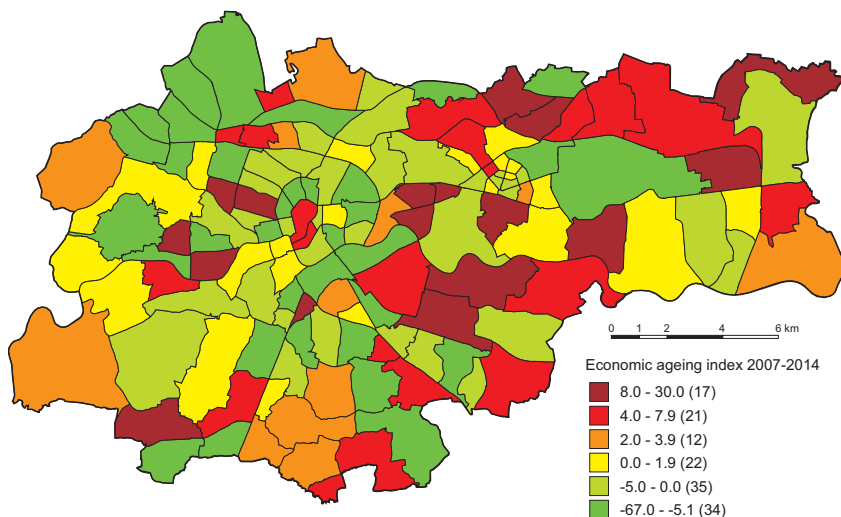 0 1 2 4 6 km
Economic ageing index 2007-2014
8.0 - 30.0 (17)
4.0 - 7.9 (21)
2.0 - 3.9 (12)
0.0 - 1.9 (22)
-5.0 - 0.0 (35)
-67.0 - -5.1 (34)